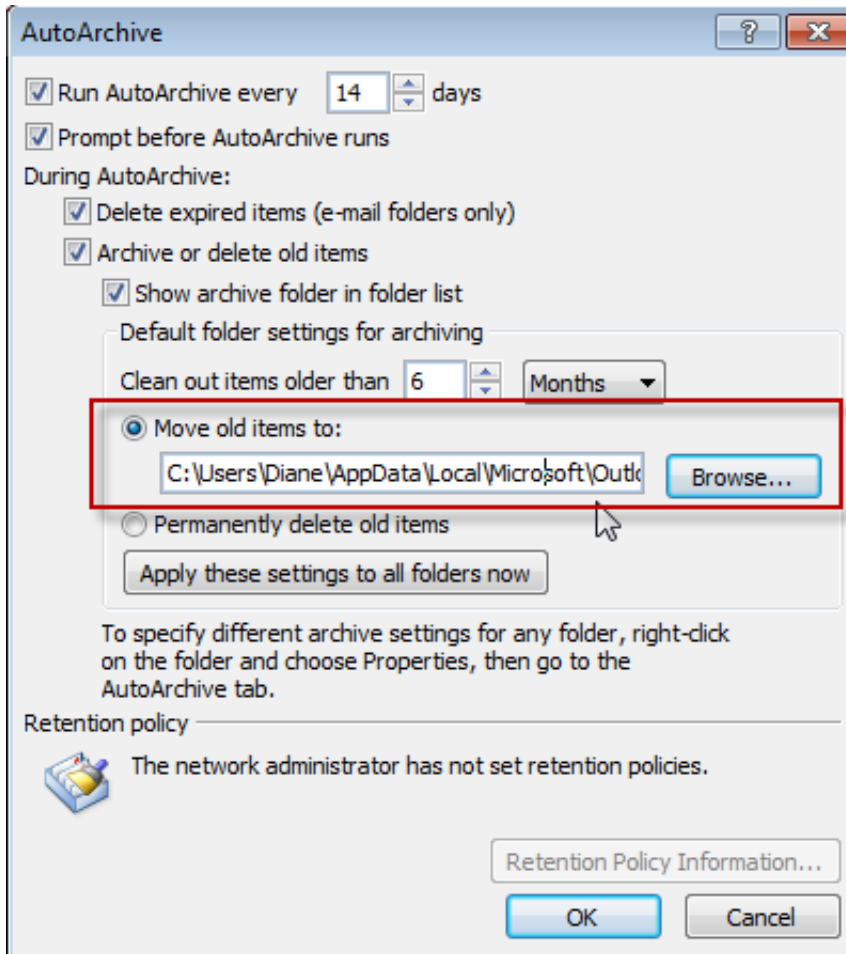 AutoArchive
Run AutoArchive every 14 days
Prompt before AutoArchive runs
During AutoArchive:
Delete expired items (e-mail folders only)
Archive or delete old items
Show archive folder in folder list
Default folder settings for archiving
Clean out items older than 6 Months
Move old items to:
C:\Users\Diane\AppData\Local\Microsoft\Outlo Browse...
Permanently delete old items
Apply these settings to all folders now
To specify different archive settings for any folder, right-click
on the folder and choose Properties, then go to the
AutoArchive tab.
Retention policy
The network administrator has not set retention policies.
Retention Policy Information...
OK Cancel